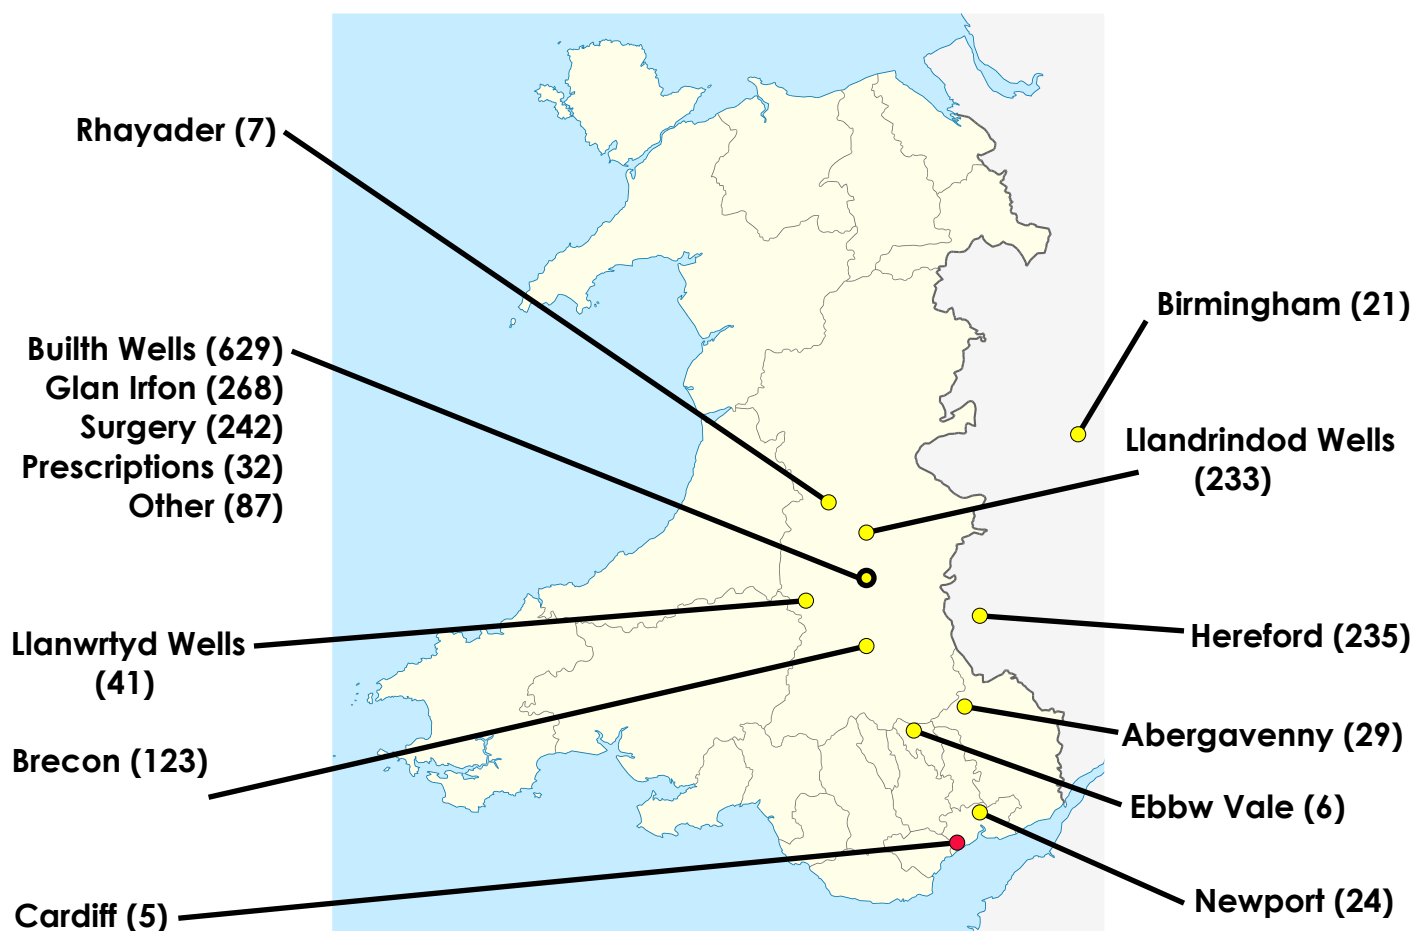 Rhayader (7)
Builth Wells (629)
Glan Irfon (268)
Surgery (242)
Prescriptions (32)
Other (87)
Llanwrtyd Wells
(41)
Brecon (123)
Cardiff (5)
Birmingham (21)
Llandrindod Wells
(233)
Hereford (235)
Abergavenny (29)
Ebbw Vale (6)
Newport (24)